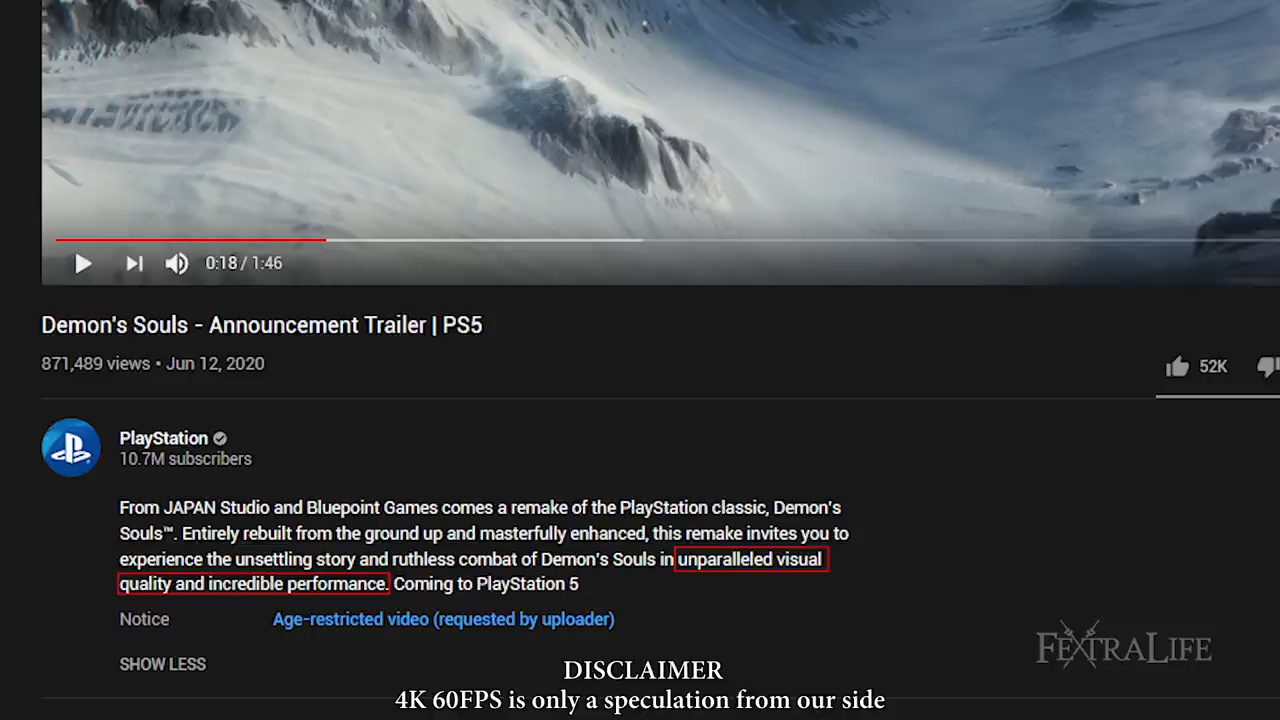 0:18 / 1:46
Demon's Souls - Announcement Trailer | PS5
871,489 views • Jun 12, 2020
52K
PlayStation
10.7M subscribers
From JAPAN Studio and Bluepoint Games comes a remake of the PlayStation classic, Demon's
Souls™. Entirely rebuilt from the ground up and masterfully enhanced, this remake invites you to
experience the unsettling story and ruthless combat of Demon's Souls in unparalleled visual
quality and incredible performance. Coming to PlayStation 5
Notice Age-restricted video (requested by uploader)
SHOW LESS
FEXTRALIFE
DISCLAIMER
4K 60FPS is only a speculation from our side